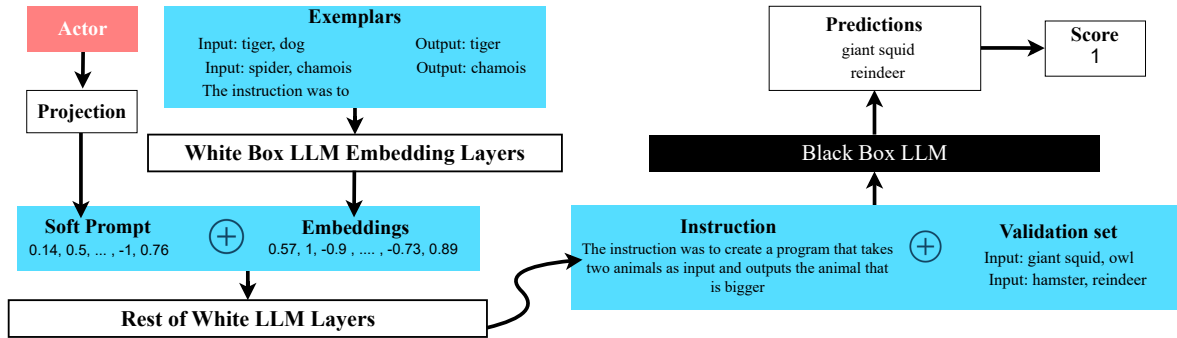 Actor
Projection
Exemplars
Input: tiger, dog Output: tiger
Input: spider, chamois Output: chamois
The instruction was to
White Box LLM Embedding Layers
Soft Prompt
0.14, 0.5, ... , -1, 0.76
Embeddings
0.57, 1, -0.9 , .... , -0.73, 0.89
Rest of White LLM Layers
Instruction
The instruction was to create a program that takes
two animals as input and outputs the animal that
is bigger
Validation set
Input: giant squid, owl
Input: hamster, reindeer
Black Box LLM
Predictions
giant squid
reindeer
Score
1